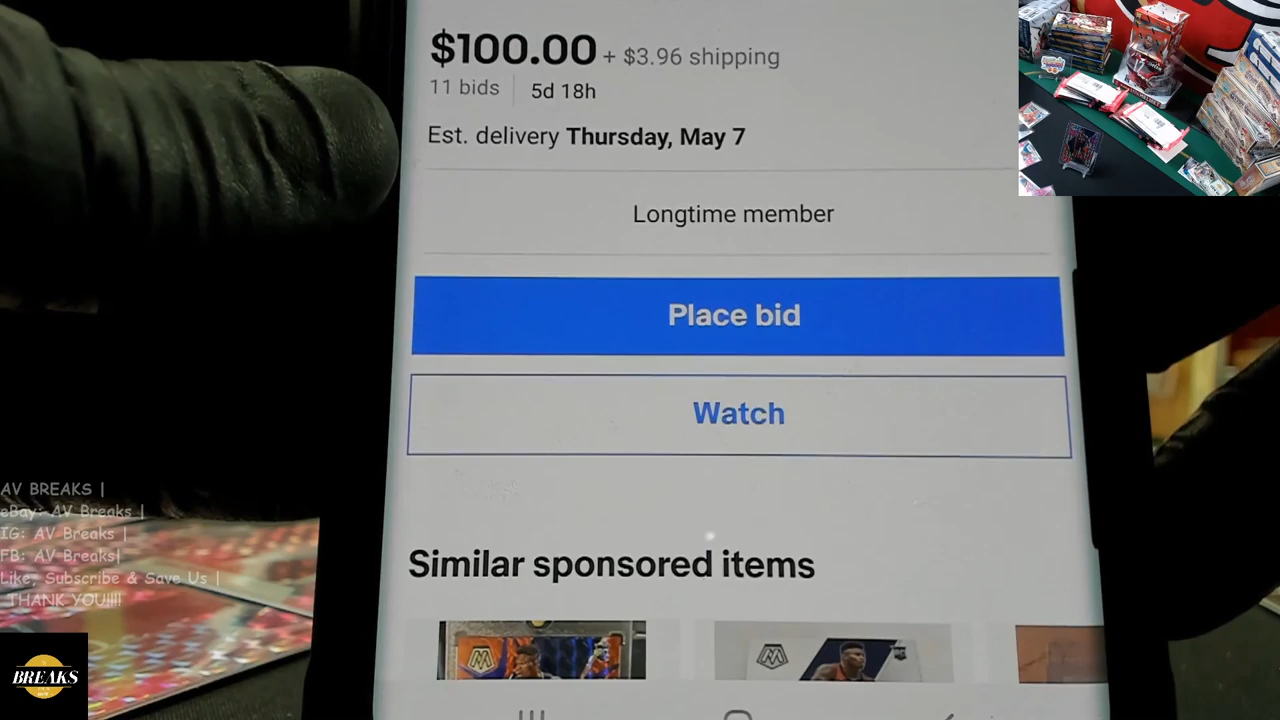 $100.00 + $3.96 shipping
11 bids 5d 18h
Est. delivery Thursday, May 7
Longtime member
Place bid
Watch
Similar sponsored items
AV BREAKS |
eBay: AV Breaks |
IG: AV Breaks |
FB: AV Breaks|
Like, Subscribe & Save Us |
THANK YOU!!!!
BREAKS